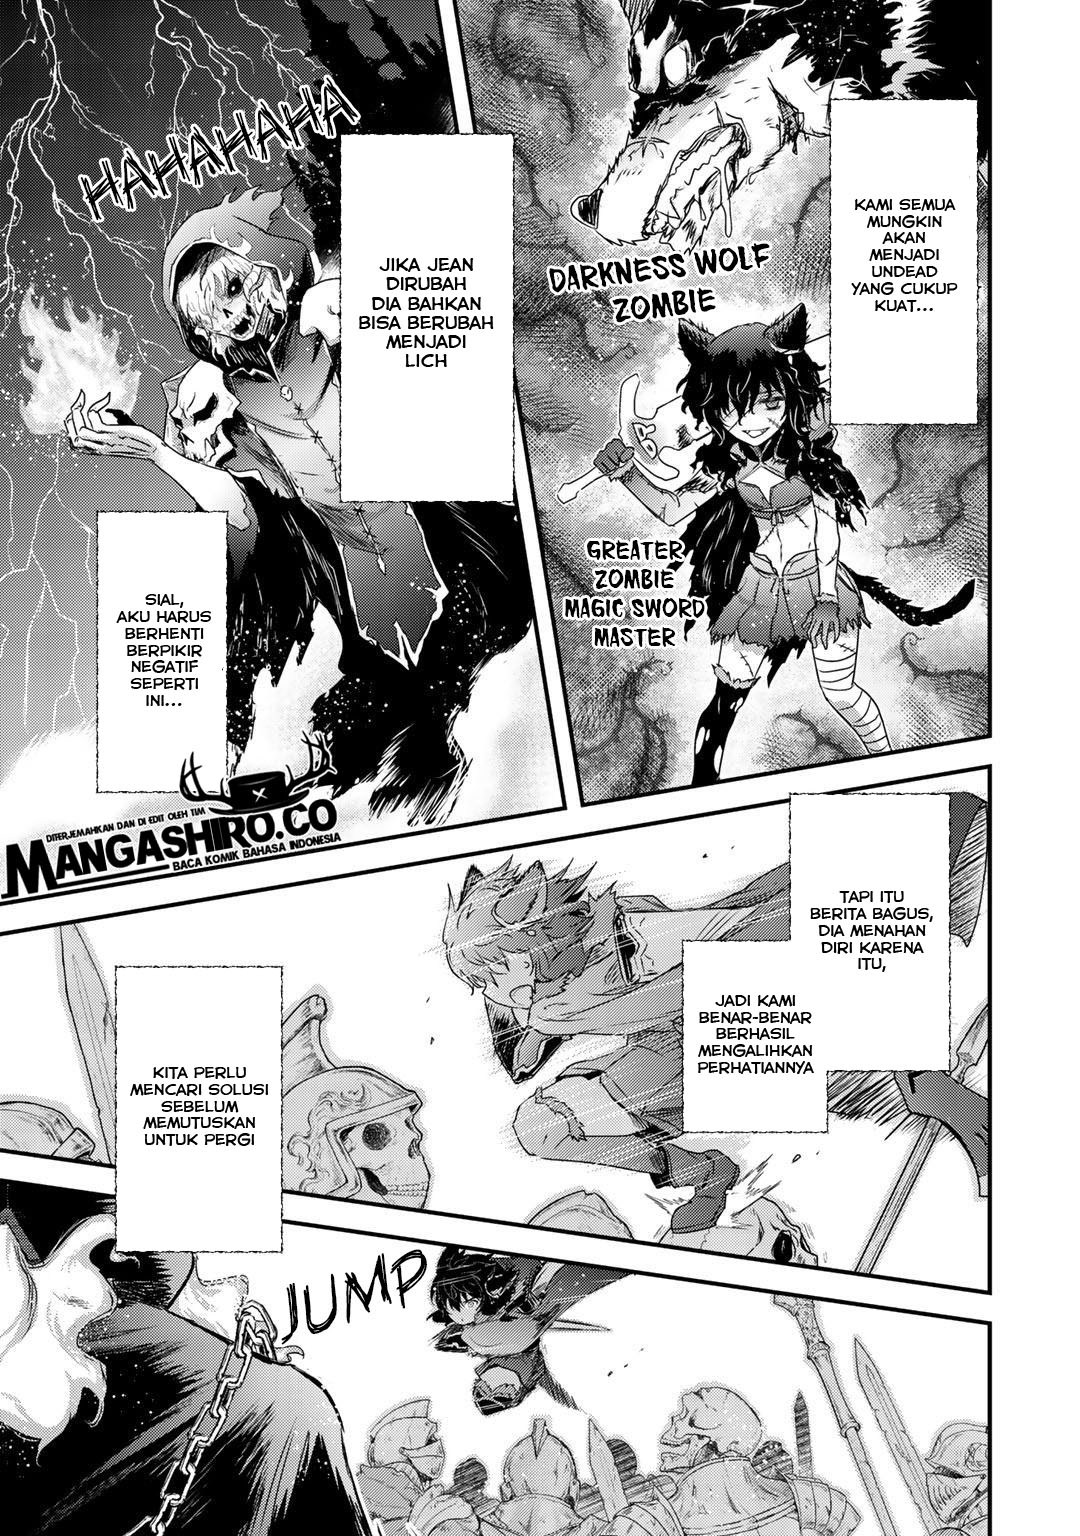 KAMI SEMUA
MUNGKIN
AKAN
MENJADI
UNDEAD
YANG CUKUP
KUAT...
DARKNESS WOLF
ZOMBIE
GREATER
ZOMBIE
MAGIC SWORD
MASTER
HAHAHAHAHA
JIKA JEAN
DIRUBAH
DIA BAHKAN
BISA BERUBAH
MENJADI
LICH
SIAL,
AKU HARUS
BERHENTI
BERPIKIR
NEGATIF
SEPERTI
INI...
DITERJEMAHKAN DAN DI EDIT OLEH TIM
MANGASHIRO.CO
BACA KOMIK BAHASA INDONESIA
TAPI ITU
BERITA BAGUS,
DIA MENAHAN
DIRI KARENA
ITU,
JADI KAMI
BENAR-BENAR
BERHASIL
MENGALIHKAN
PERHATIANNYA
KITA PERLU
MENCARI SOLUSI
SEBELUM
MEMUTUSKAN
UNTUK PERGI
JUMP